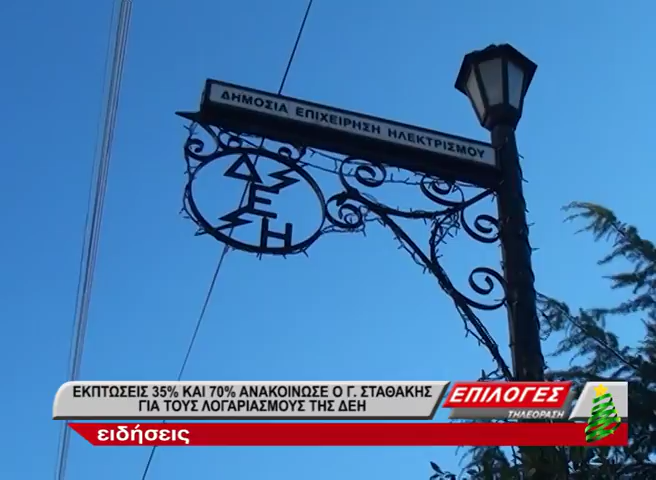 ΔΗΜΟΣΙΑ ΕΠΙΧΕΙΡΗΣΗ ΗΛΕΚΤΡΙΣΜΟΥ
ΔΕΗ
ΕΚΠΤΩΣΕΙΣ 35% ΚΑΙ 70% ΑΝΑΚΟΙΝΩΣΕ Ο Γ. ΣΤΑΘΑΚΗΣ
ΓΙΑ ΤΟΥΣ ΛΟΓΑΡΙΑΣΜΟΥΣ ΤΗΣ ΔΕΗ
ΕΠΙΛΟΓΕΣ
ΤΗΛΕΟΡΑΣΗ
ειδήσεις